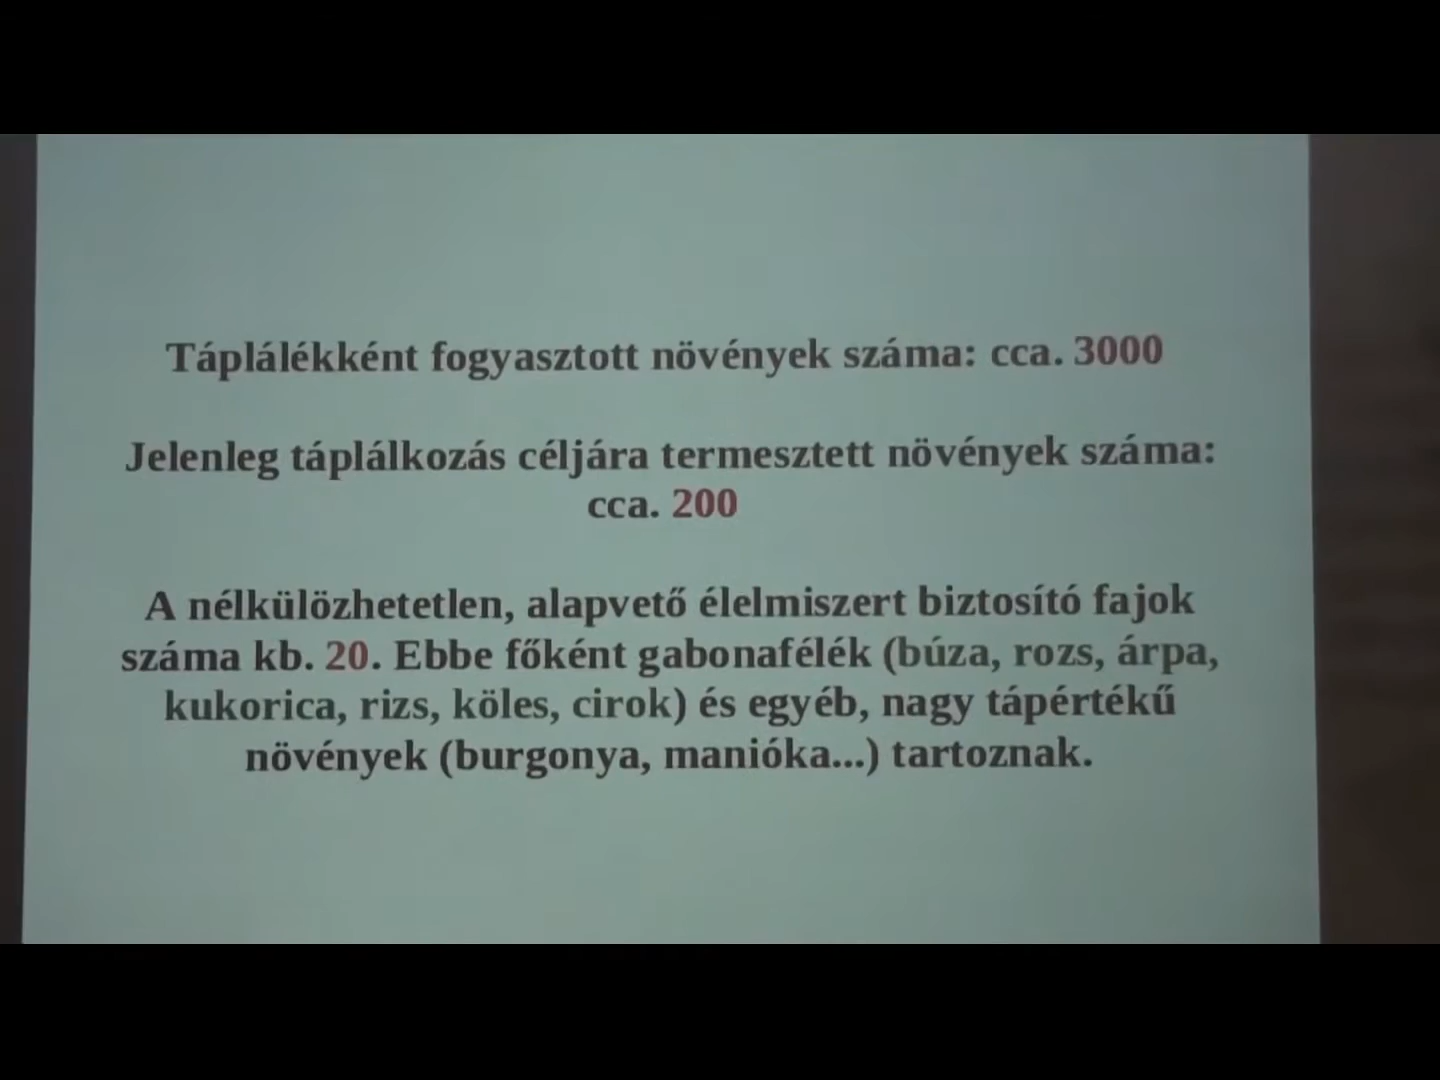 Táplálékként fogyasztott növények száma: cca. 3000
Jelenleg táplálkozás céljára termesztett növények száma:
cca. 200
A nélkülözhetetlen, alapvető élelmiszert biztosító fajok
száma kb. 20. Ebbe főként gabonafélék (búza, rozs, árpa,
kukorica, rizs, köles, cirok) és egyéb, nagy tápértékű
növények (burgonya, manióka...) tartoznak.